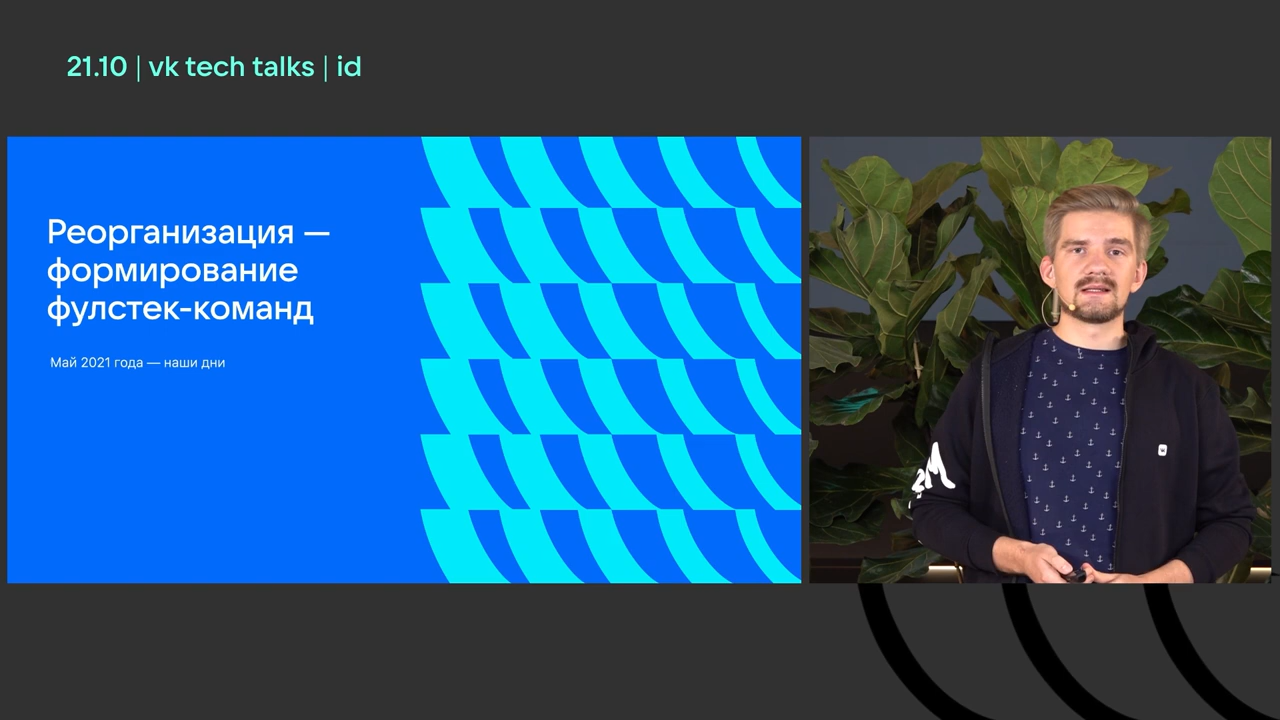 21.10 | vk tech talks | id
Реорганизация —
формирование
фулстек-команд
Май 2021 года — наши дни